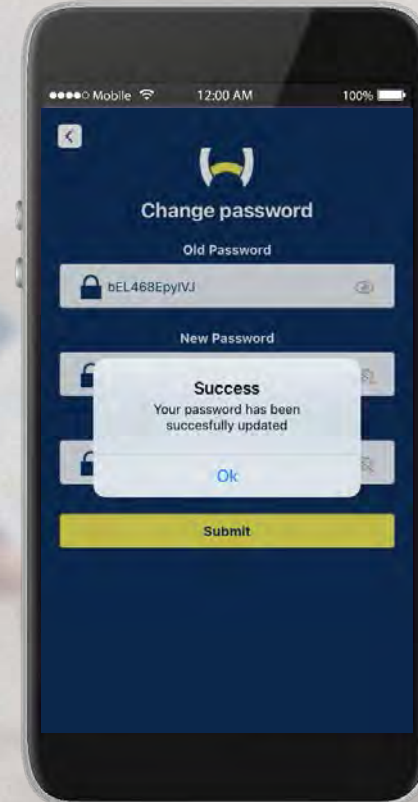 Mobile 12:00 AM 100%
Change password
Old Password
bEL468EpyIVJ
New Password
Success
Your password has been
succesfully updated
Ok
Submit